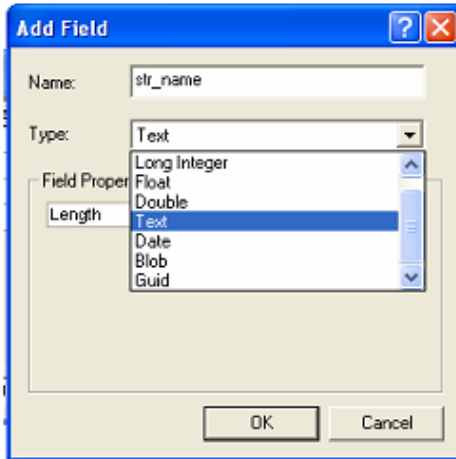 Add Field
Name: str_name
Type: Text
Long Integer
Float
Double
Text
Date
Blob
Guid
Field Proper
Length
OK Cancel